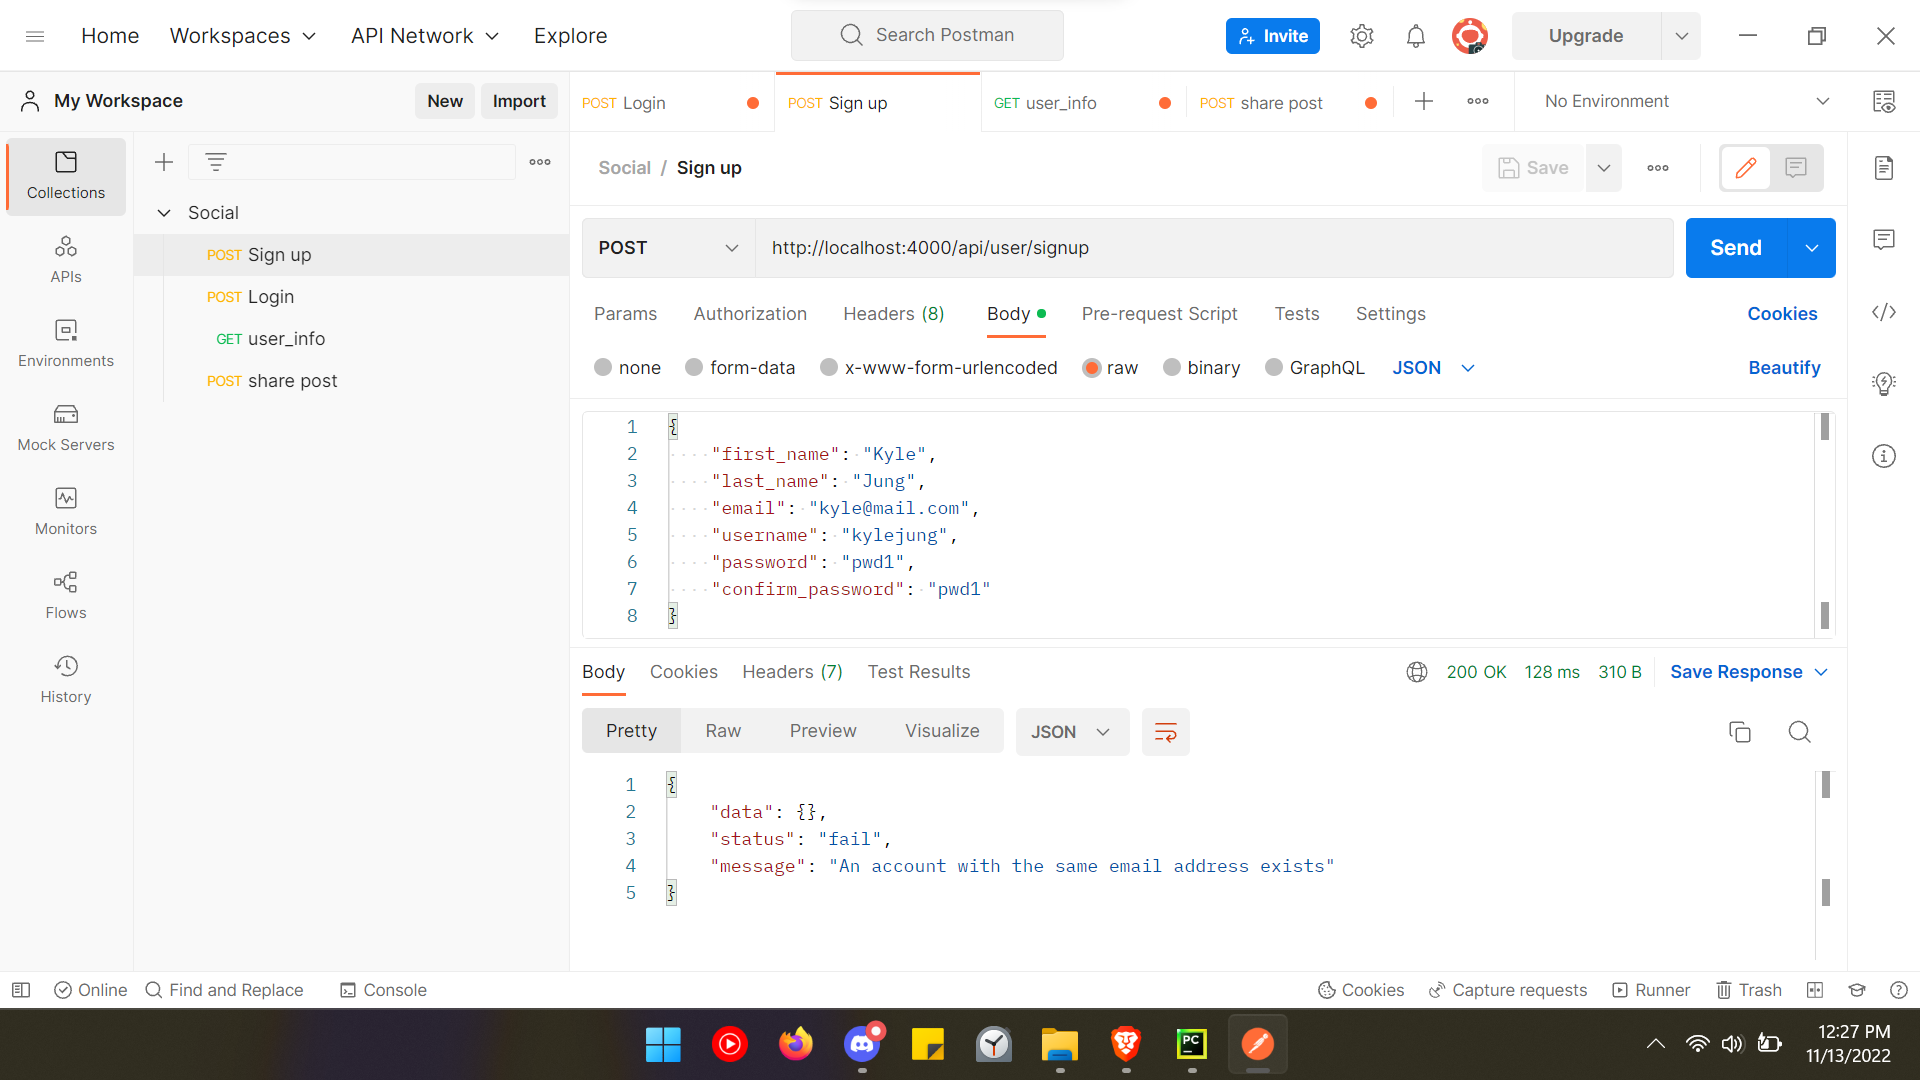 Home Workspaces API Network Explore Search Postman Invite Upgrade
My Workspace New Import POST Login POST Sign up GET user_info POST share post No Environment
Collections
APIs
Environments
Mock Servers
Monitors
Flows
History
Social
POST Sign up
POST Login
GET user_info
POST share post
Social / Sign up Save
POST http://localhost:4000/api/user/signup Send
Params Authorization Headers (8) Body Pre-request Script Tests Settings Cookies
none form-data x-www-form-urlencoded raw binary GraphQL JSON Beautify
1 {
2 "first_name": "Kyle",
3 "last_name": "Jung",
4 "email": "kyle@mail.com",
5 "username": "kylejung",
6 "password": "pwd1",
7 "confirm_password": "pwd1"
8 }
Body Cookies Headers (7) Test Results 200 OK 128 ms 310 B Save Response
Pretty Raw Preview Visualize JSON
1 {
2 "data": {},
3 "status": "fail",
4 "message": "An account with the same email address exists"
5 }
Online Find and Replace Console Cookies Capture requests Runner Trash
PC
12:27 PM
11/13/2022